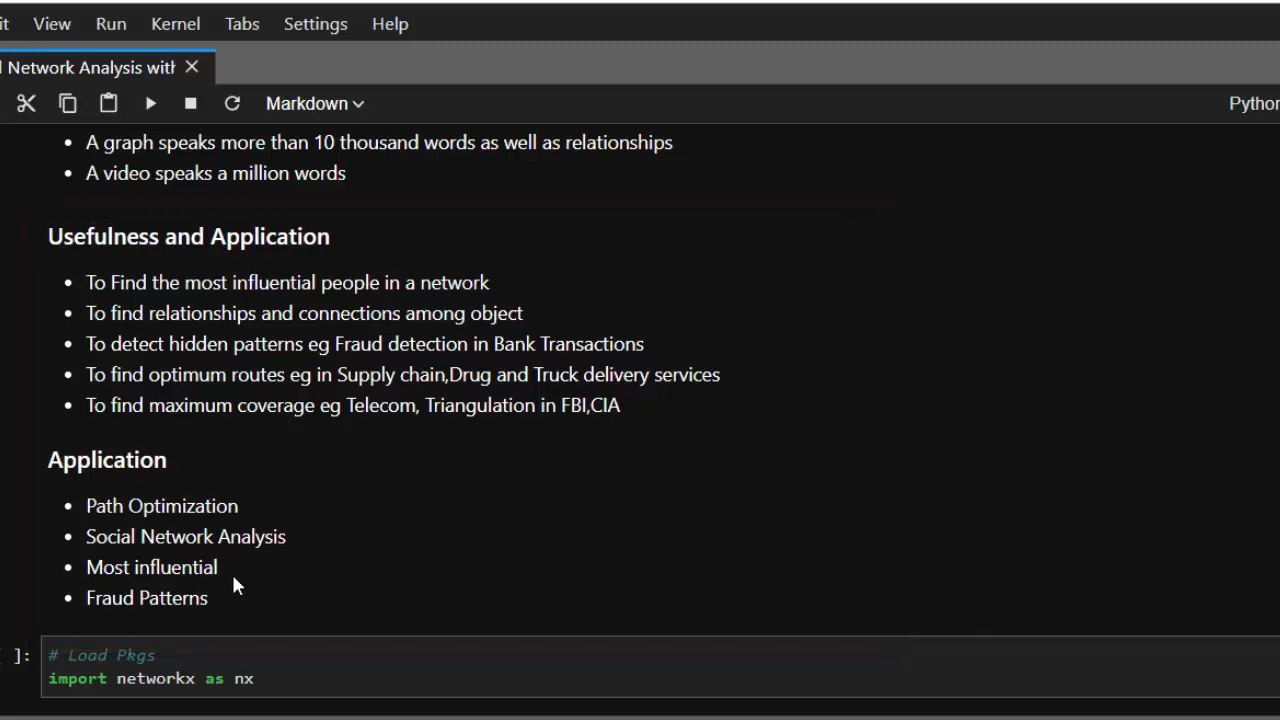 it View Run Kernel Tabs Settings Help
l Network Analysis with
Markdown Python
• A graph speaks more than 10 thousand words as well as relationships
• A video speaks a million words
Usefulness and Application
• To Find the most influential people in a network
• To find relationships and connections among object
• To detect hidden patterns eg Fraud detection in Bank Transactions
• To find optimum routes eg in Supply chain,Drug and Truck delivery services
• To find maximum coverage eg Telecom, Triangulation in FBI,CIA
Application
• Path Optimization
• Social Network Analysis
• Most influential
• Fraud Patterns
]: # Load Pkgs
import networkx as nx